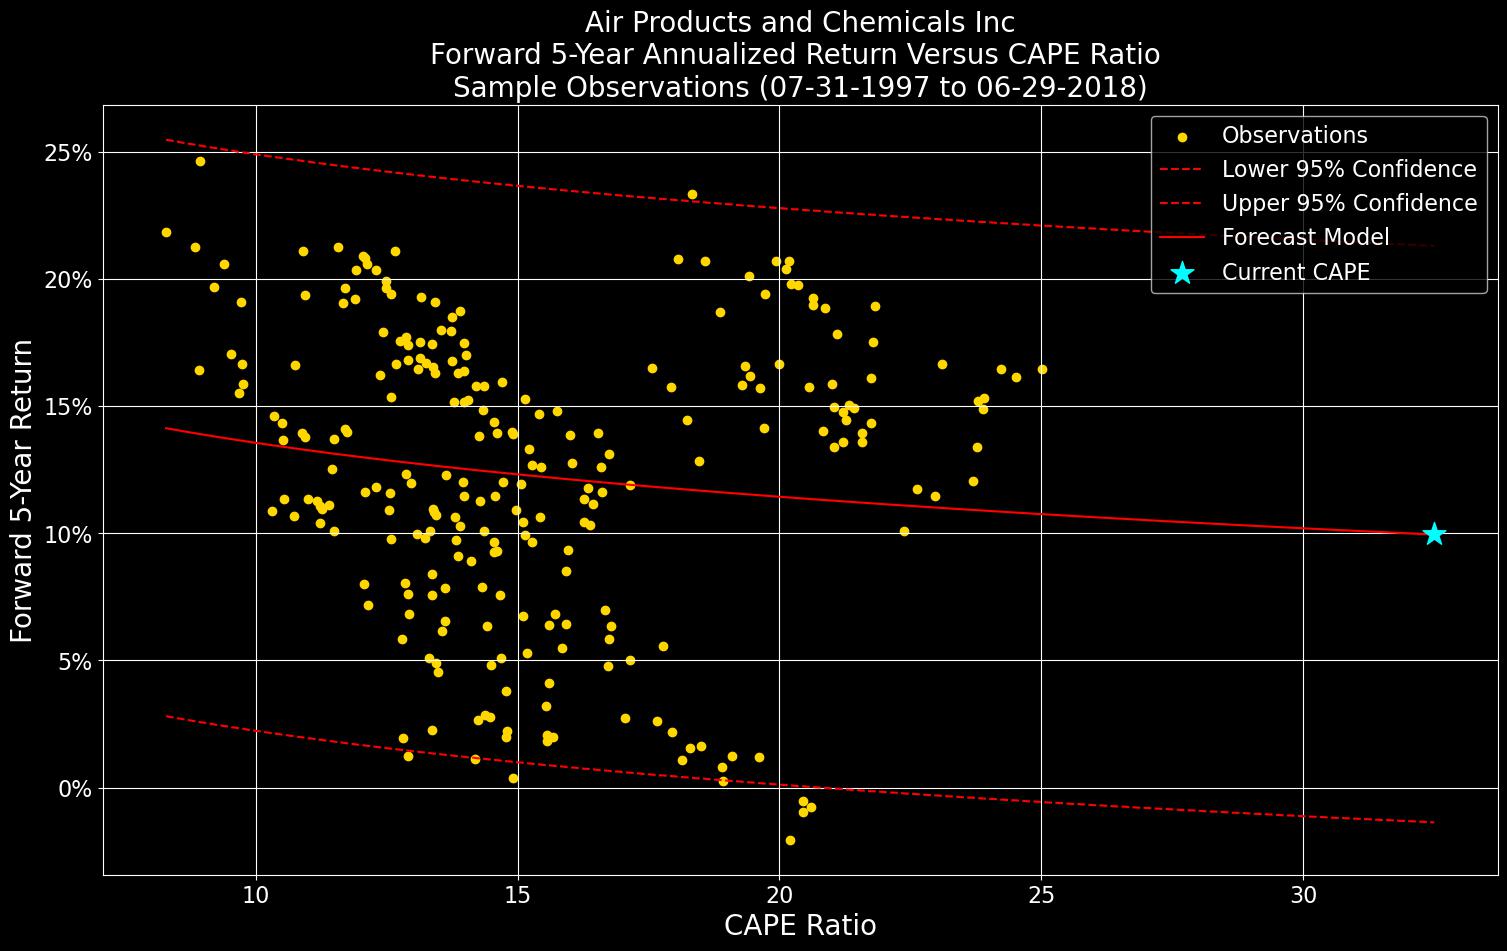 Air Products and Chemicals Inc
Forward 5-Year Annualized Return Versus CAPE Ratio
Sample Observations (07-31-1997 to 06-29-2018)
Observations
Lower 95% Confidence
Upper 95% Confidence
Forecast Model
Current CAPE
Forward 5-Year Return
25%
20%
15%
10%
5%
0%
10 15 20 25 30
CAPE Ratio